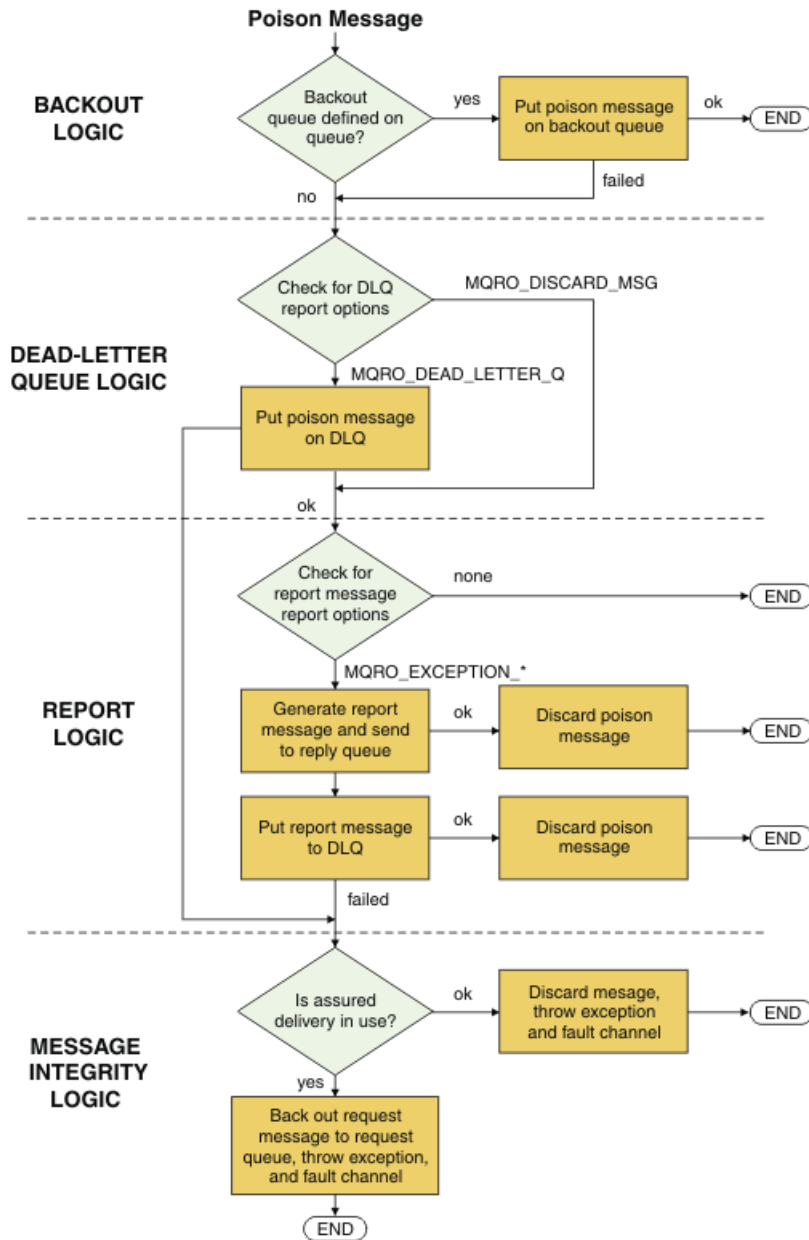 Poison Message
BACKOUT
LOGIC
Backout
queue defined on
queue?
yes
Put poison message
on backout queue
ok
END
failed
no
Check for DLQ
report options
MQRO_DISCARD_MSG
DEAD-LETTER
QUEUE LOGIC
MQRO_DEAD_LETTER_Q
Put poison message
on DLQ
ok
Check for
report message
report options
none
END
MQRO_EXCEPTION_*
REPORT
LOGIC
Generate report
message and send
to reply queue
ok
Discard poison
message
END
Put report message
to DLQ
ok
Discard poison
message
END
failed
Is assured
delivery in use?
ok
Discard mesage,
throw exception
and fault channel
END
MESSAGE
INTEGRITY
LOGIC
yes
Back out request
message to request
queue, throw exception,
and fault channel
END